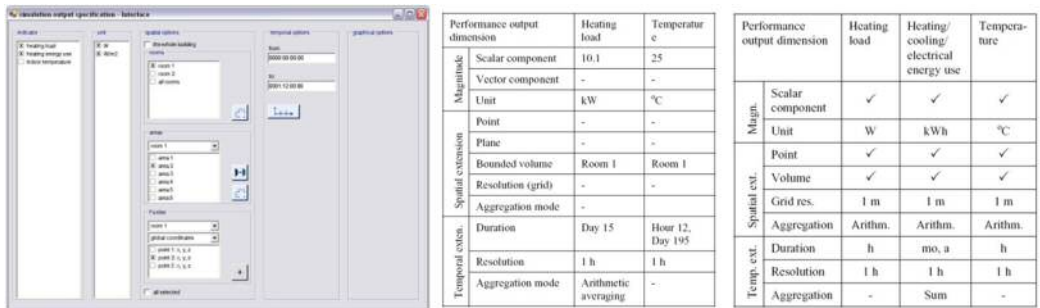 simulation output specification - Interface
indicator
heating load
heating energy use
indoor temperature
unit
W
W/m2
spatial options
the whole building
rooms
room 1
room 2
all rooms
areas
room 1
area 1
area 2
area 3
area 4
area 5
area 6
room 1
global coordinates
point 1: x, y, z
point 2: x, y, z
point 3: x, y, z
all selected
temporal options
from
to
graphical options
Performance output dimension
Heating load
Temperatur
e
Magnitude
Scalar component 10.1 25
Vector component - -
Unit kW °C
Spatial extension
Point - -
Plane - -
Bounded volume Room 1 Room 1
Resolution (grid) - -
Aggregation mode -
Temporal exten.
Duration Day 15 Hour 12, Day 195
Resolution 1 h 1 h
Aggregation mode Arithmetic averaging -
Performance output dimension
Heating load
Heating/
cooling/
electrical
energy use
Tempera-
ture
Magn.
Scalar component ✓ ✓ ✓
Unit W kWh °C
Spatial ext.
Point ✓ ✓ ✓
Volume ✓ ✓ ✓
Grid res. 1 m 1 m 1 m
Aggregation Arithm. Arithm. Arithm.
Temp. ext.
Duration h mo, a h
Resolution 1 h 1 h 1 h
Aggregation - Sum -